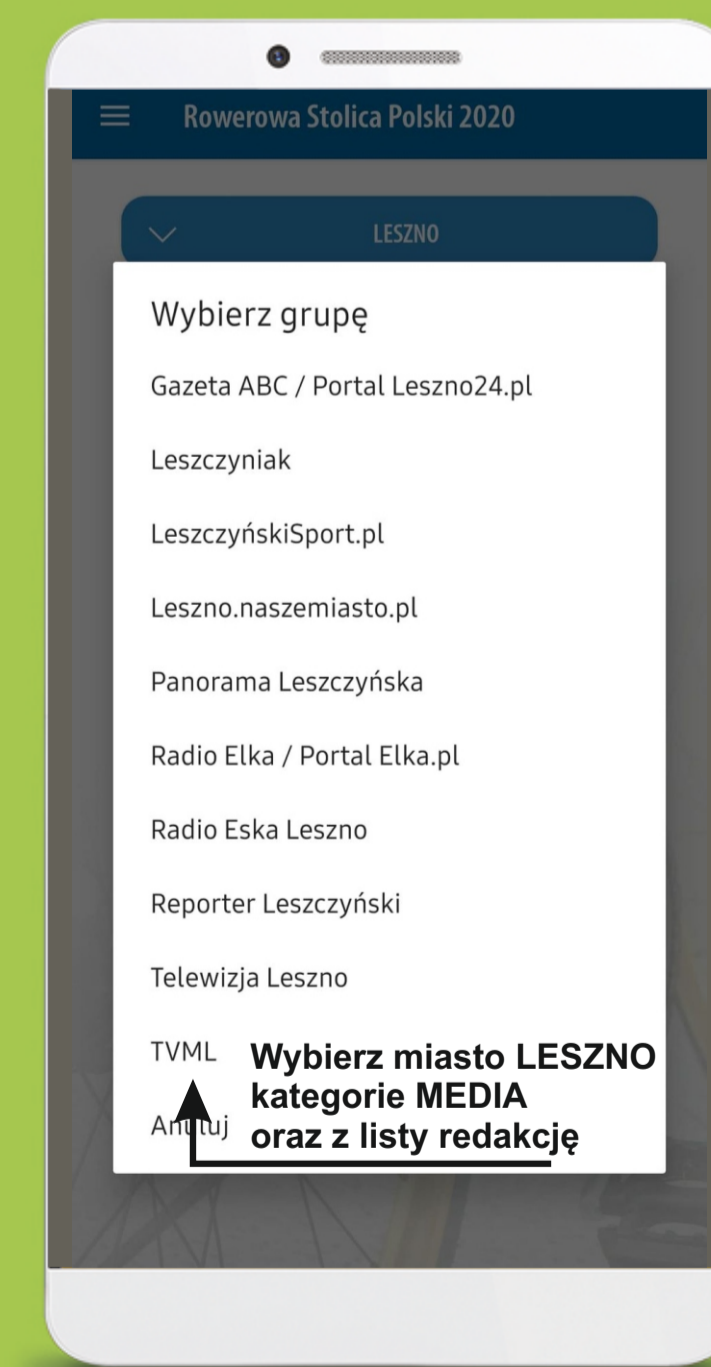 Rowerowa Stolica Polski 2020
LESZNO
Wybierz grupę
Gazeta ABC / Portal Leszno24.pl
Leszczyniak
LeszczyńskiSport.pl
Leszno.naszemiasto.pl
Panorama Leszczyńska
Radio Elka / Portal Elka.pl
Radio Eska Leszno
Reporter Leszczyński
Telewizja Leszno
TVML
Anuluj
Wybierz miasto LESZNO
kategorie MEDIA
oraz z listy redakcję